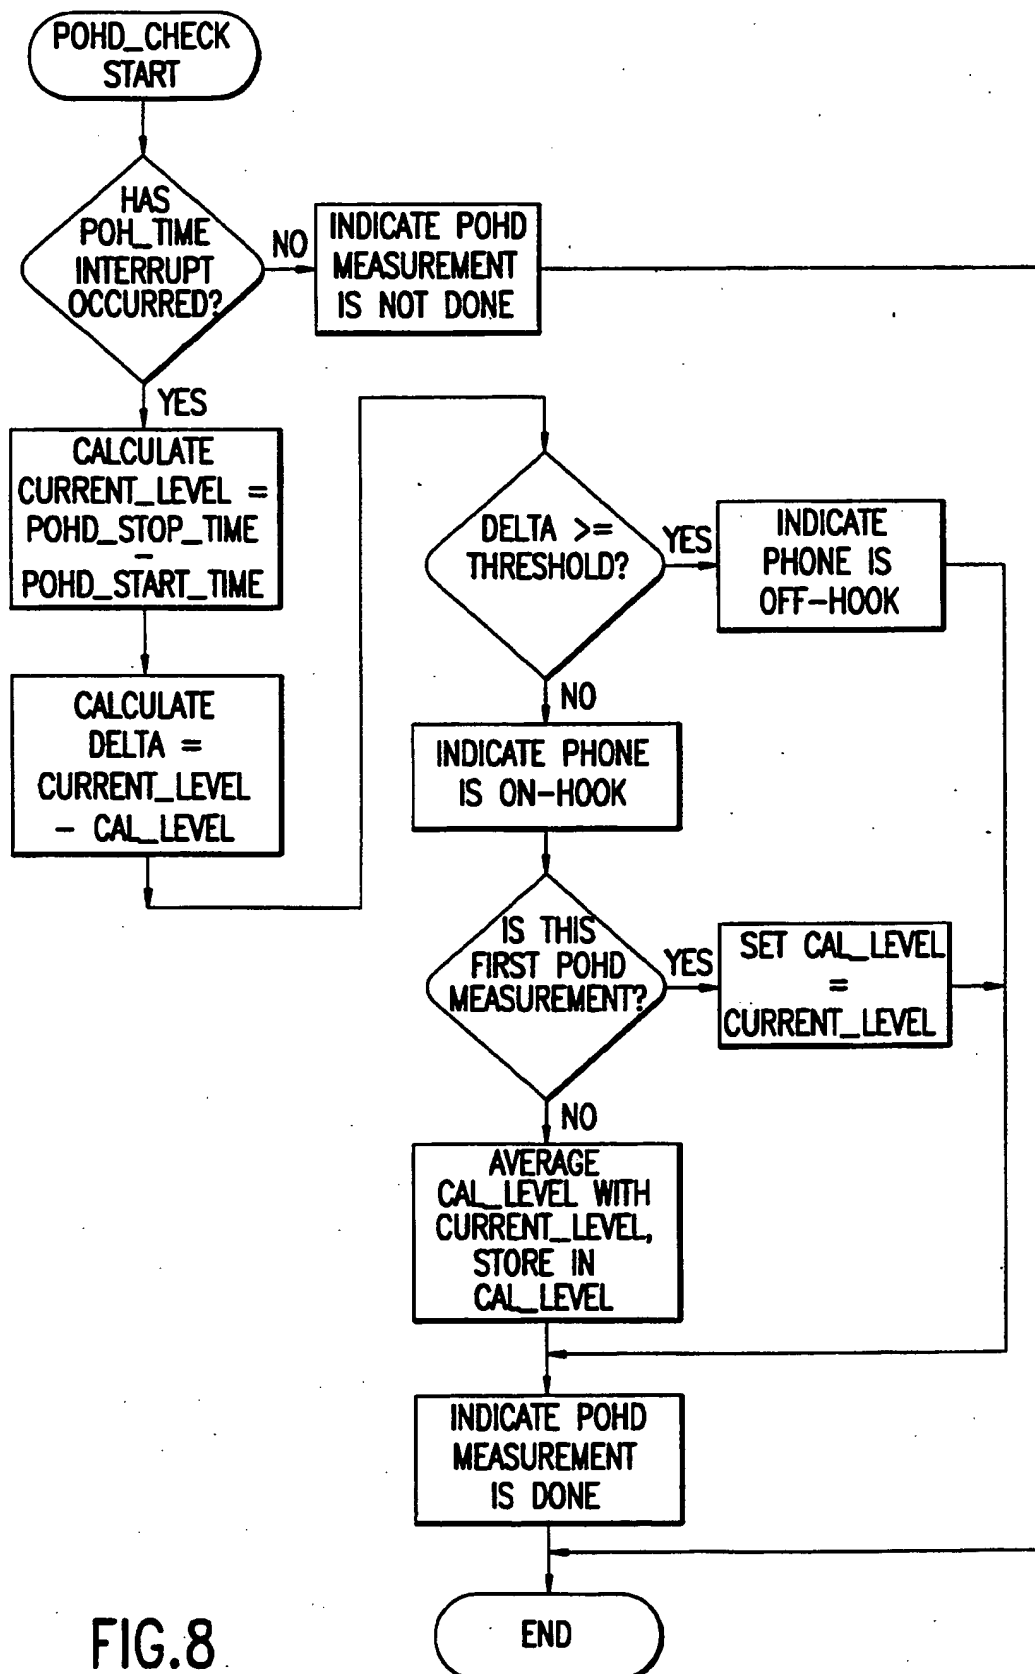 POHD_CHECK
START
HAS
POH_TIME
INTERRUPT
OCCURRED?
NO
INDICATE POHD
MEASUREMENT
IS NOT DONE
YES
CALCULATE
CURRENT_LEVEL =
POHD_STOP_TIME
-
POHD_START_TIME
CALCULATE
DELTA =
CURRENT_LEVEL
- CAL_LEVEL
DELTA >=
THRESHOLD?
YES
INDICATE
PHONE IS
OFF-HOOK
NO
INDICATE PHONE
IS ON-HOOK
IS THIS
FIRST POHD
MEASUREMENT?
YES
SET CAL_LEVEL
=
CURRENT_LEVEL
NO
AVERAGE
CAL_LEVEL WITH
CURRENT_LEVEL,
STORE IN
CAL_LEVEL
INDICATE POHD
MEASUREMENT
IS DONE
END
FIG.8